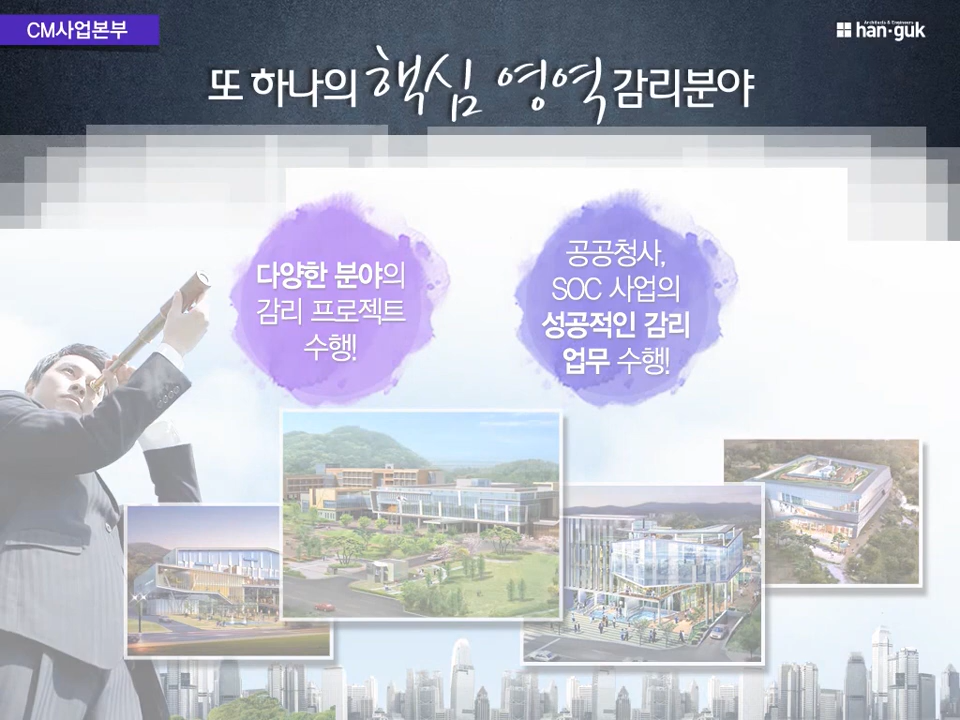 CM사업본부
Architects & Engineers
han·guk
또 하나의 핵심 영역 감리분야
다양한 분야의
감리 프로젝트
수행!
공공청사,
SOC 사업의
성공적인 감리
업무 수행!